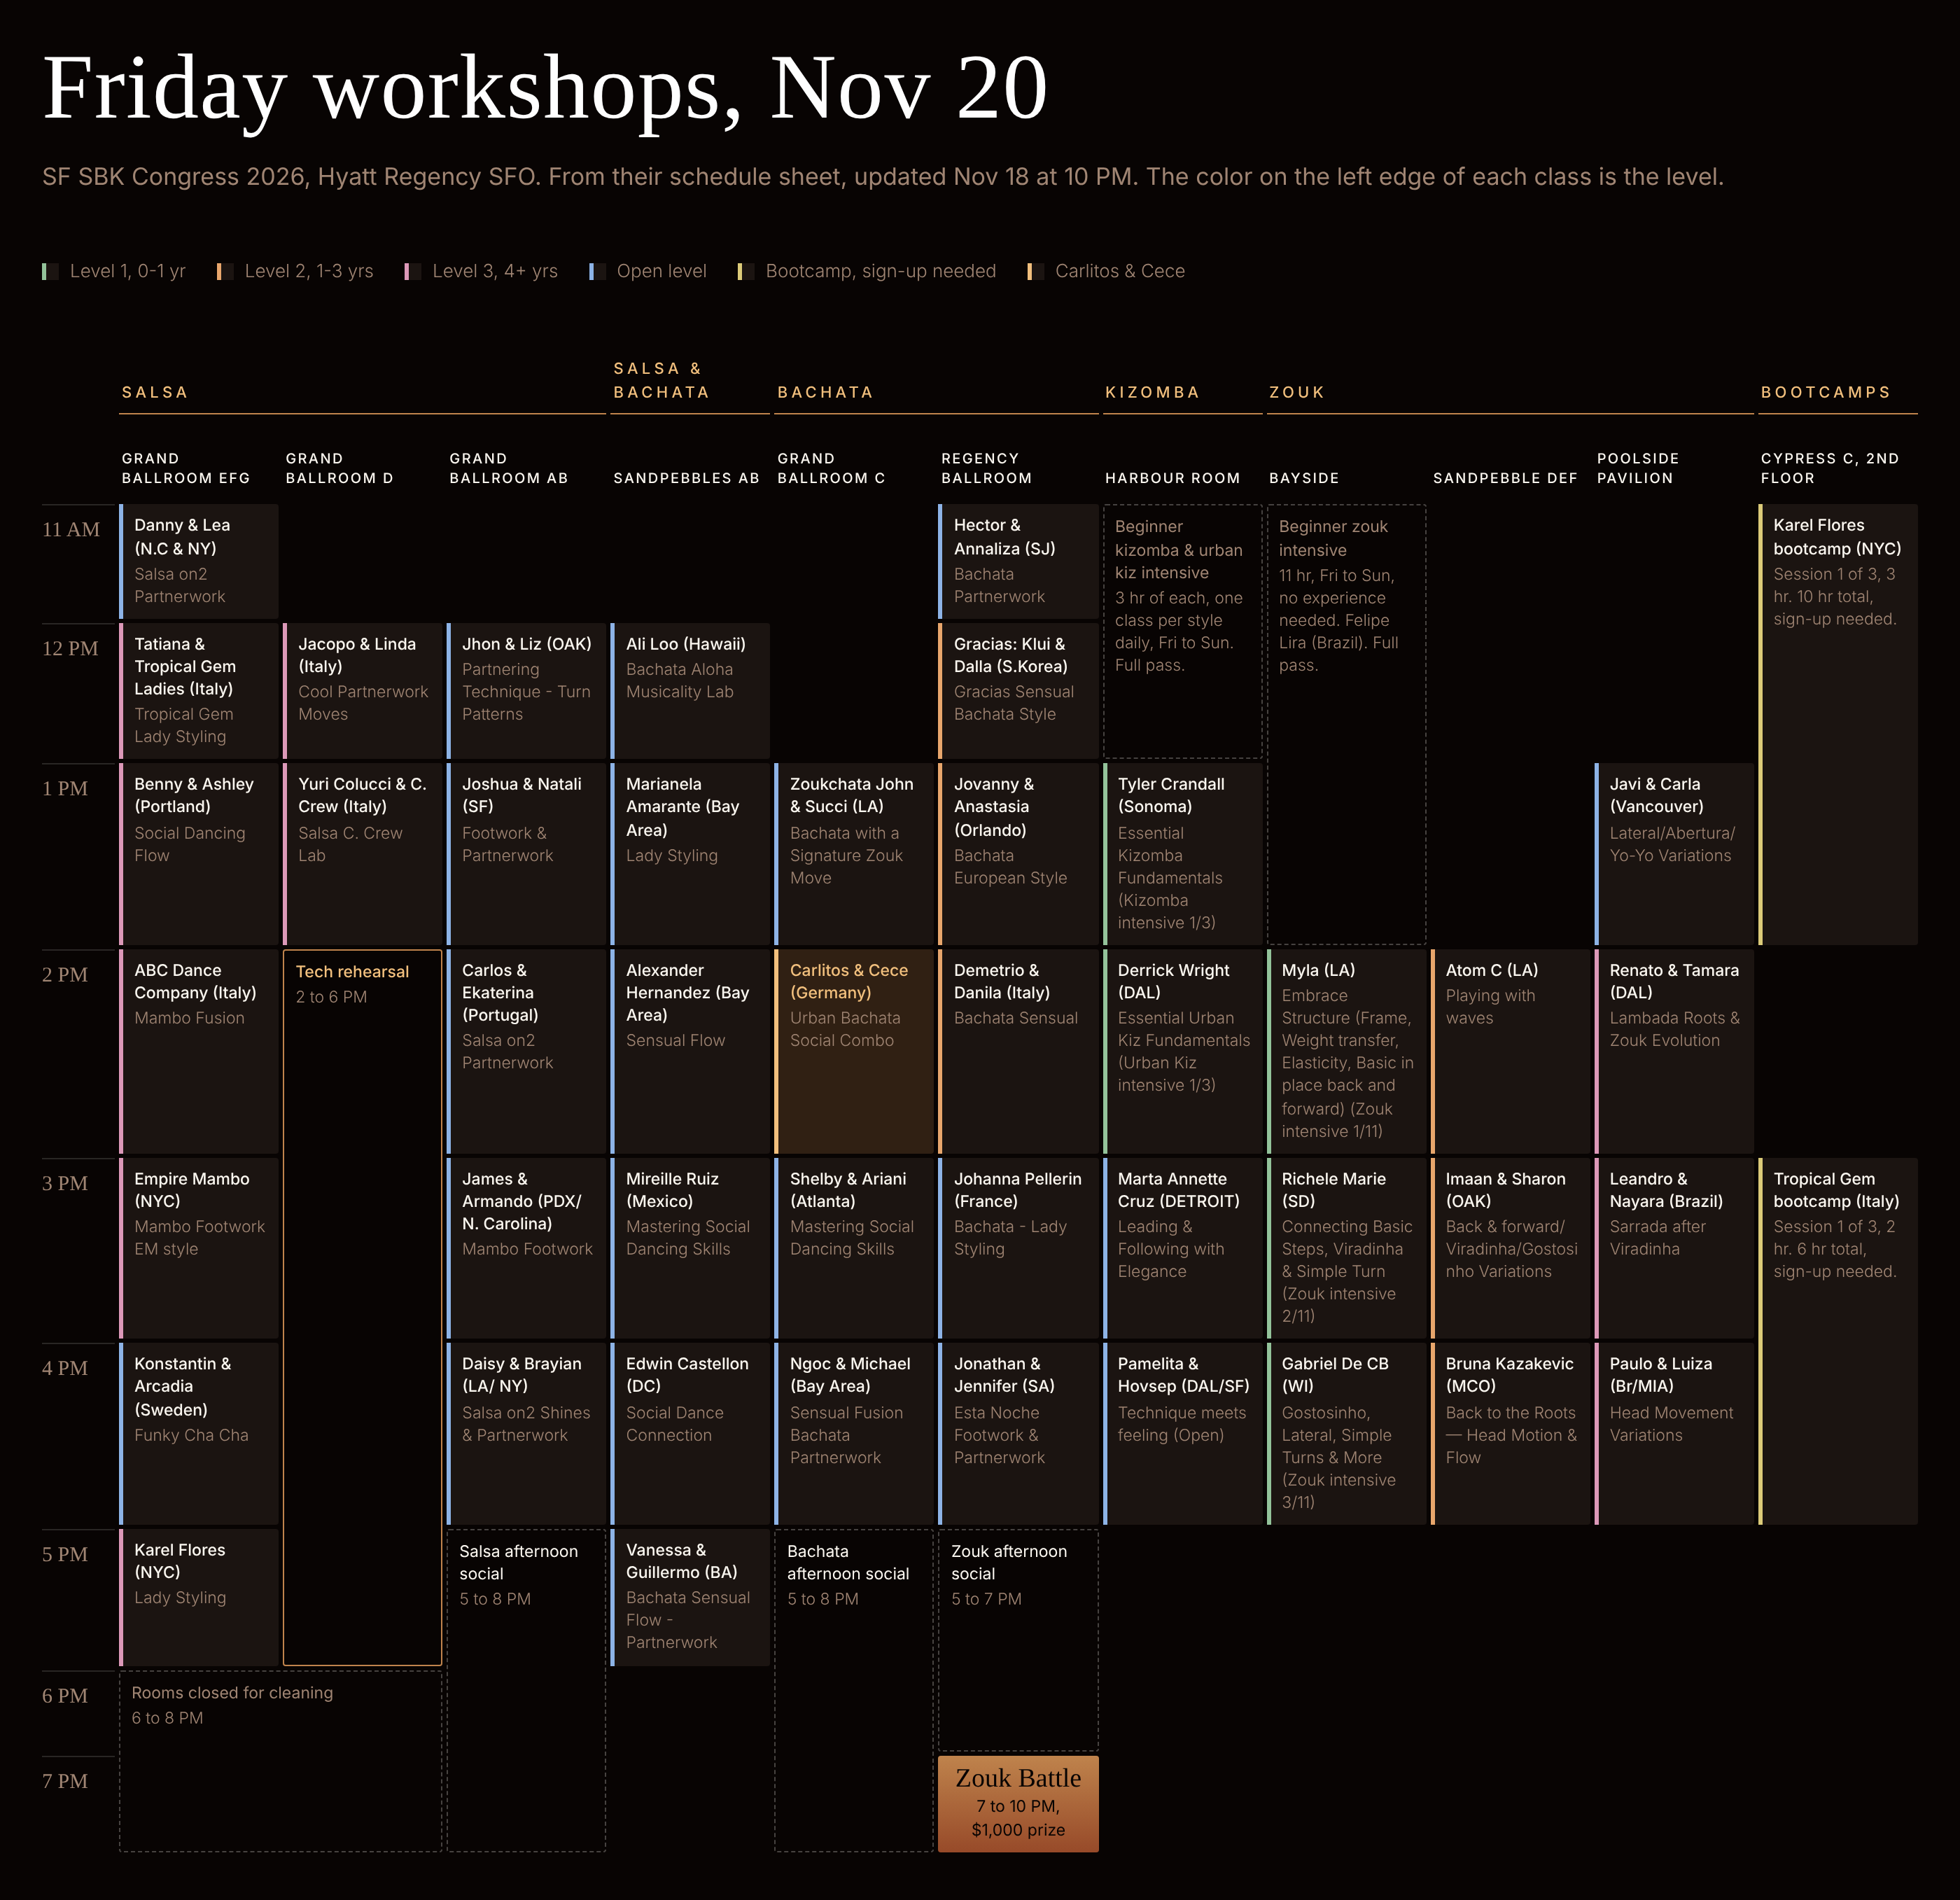 Friday workshops, Nov 20
SF SBK Congress 2026, Hyatt Regency SFO. From their schedule sheet, updated Nov 18 at 10 PM. The color on the left edge of each class is the level.
Level 1, 0-1 yr
Level 2, 1-3 yrs
Level 3, 4+ yrs
Open level
Bootcamp, sign-up needed
Carlitos & Cece
SALSA
SALSA &
BACHATA
BACHATA
KIZOMBA
ZOUK
BOOTCAMPS
GRAND
BALLROOM EFG
GRAND
BALLROOM D
GRAND
BALLROOM AB
SANDPEBBLES AB
GRAND
BALLROOM C
REGENCY
BALLROOM
HARBOUR ROOM
BAYSIDE
SANDPEBBLE DEF
POOLSIDE
PAVILION
CYPRESS C, 2ND
FLOOR
11 AM
Danny & Lea
(N.C & NY)
Salsa on2
Partnerwork
Hector &
Annaliza (SJ)
Bachata
Partnerwork
Beginner
kizomba & urban
kiz intensive
3 hr of each, one
class per style
daily, Fri to Sun.
Full pass.
Beginner zouk
intensive
11 hr, Fri to Sun,
no experience
needed. Felipe
Lira (Brazil). Full
pass.
Karel Flores
bootcamp (NYC)
Session 1 of 3, 3
hr. 10 hr total,
sign-up needed.
12 PM
Tatiana &
Tropical Gem
Ladies (Italy)
Tropical Gem
Lady Styling
Jacopo & Linda
(Italy)
Cool Partnerwork
Moves
Jhon & Liz (OAK)
Partnering
Technique - Turn
Patterns
Ali Loo (Hawaii)
Bachata Aloha
Musicality Lab
Gracias: Klui &
Dalla (S.Korea)
Gracias Sensual
Bachata Style
1 PM
Benny & Ashley
(Portland)
Social Dancing
Flow
Yuri Colucci & C.
Crew (Italy)
Salsa C. Crew
Lab
Joshua & Natali
(SF)
Footwork &
Partnerwork
Marianela
Amarante (Bay
Area)
Lady Styling
Zoukchata John
& Succi (LA)
Bachata with a
Signature Zouk
Move
Jovanny &
Anastasia
(Orlando)
Bachata
European Style
Tyler Crandall
(Sonoma)
Essential
Kizomba
Fundamentals
(Kizomba
intensive 1/3)
Javi & Carla
(Vancouver)
Lateral/Abertura/
Yo-Yo Variations
2 PM
ABC Dance
Company (Italy)
Mambo Fusion
Tech rehearsal
2 to 6 PM
Carlos &
Ekaterina
(Portugal)
Salsa on2
Partnerwork
Alexander
Hernandez (Bay
Area)
Sensual Flow
Carlitos & Cece
(Germany)
Urban Bachata
Social Combo
Demetrio &
Danila (Italy)
Bachata Sensual
Derrick Wright
(DAL)
Essential Urban
Kiz Fundamentals
(Urban Kiz
intensive 1/3)
Myla (LA)
Embrace
Structure (Frame,
Weight transfer,
Elasticity, Basic in
place back and
forward) (Zouk
intensive 1/11)
Atom C (LA)
Playing with
waves
Renato & Tamara
(DAL)
Lambada Roots &
Zouk Evolution
3 PM
Empire Mambo
(NYC)
Mambo Footwork
EM style
James &
Armando (PDX/
N. Carolina)
Mambo Footwork
Mireille Ruiz
(Mexico)
Mastering Social
Dancing Skills
Shelby & Ariani
(Atlanta)
Mastering Social
Dancing Skills
Johanna Pellerin
(France)
Bachata - Lady
Styling
Marta Annette
Cruz (DETROIT)
Leading &
Following with
Elegance
Richele Marie
(SD)
Connecting Basic
Steps, Viradinha
& Simple Turn
(Zouk intensive
2/11)
Imaan & Sharon
(OAK)
Back & forward/
Viradinha/Gostosi
nho Variations
Leandro &
Nayara (Brazil)
Sarrada after
Viradinha
Tropical Gem
bootcamp (Italy)
Session 1 of 3, 2
hr. 6 hr total,
sign-up needed.
4 PM
Konstantin &
Arcadia
(Sweden)
Funky Cha Cha
Daisy & Brayian
(LA/ NY)
Salsa on2 Shines
& Partnerwork
Edwin Castellon
(DC)
Social Dance
Connection
Ngoc & Michael
(Bay Area)
Sensual Fusion
Bachata
Partnerwork
Jonathan &
Jennifer (SA)
Esta Noche
Footwork &
Partnerwork
Pamelita &
Hovsep (DAL/SF)
Technique meets
feeling (Open)
Gabriel De CB
(WI)
Gostosinho,
Lateral, Simple
Turns & More
(Zouk intensive
3/11)
Bruna Kazakevic
(MCO)
Back to the Roots
— Head Motion &
Flow
Paulo & Luiza
(Br/MIA)
Head Movement
Variations
5 PM
Karel Flores
(NYC)
Lady Styling
Salsa afternoon
social
5 to 8 PM
Vanessa &
Guillermo (BA)
Bachata Sensual
Flow -
Partnerwork
Bachata
afternoon social
5 to 8 PM
Zouk afternoon
social
5 to 7 PM
6 PM
Rooms closed for cleaning
6 to 8 PM
7 PM
Zouk Battle
7 to 10 PM,
$1,000 prize